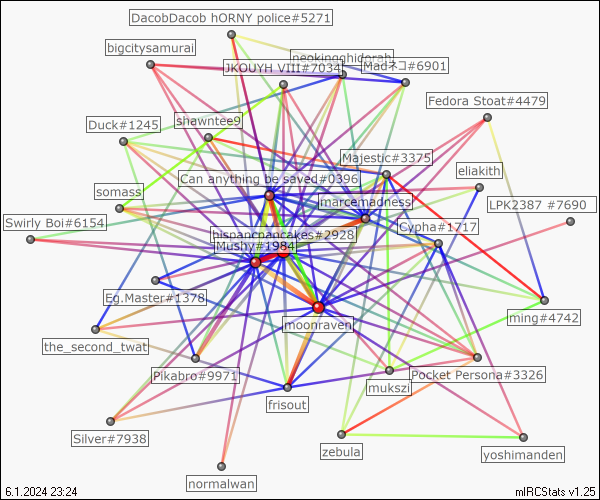 DacobDacob hORNY police#5271
bigcitysamurai
neokingghidorah
JKOUYH VIII#7034
Madネコ#6901
Fedora Stoat#4479
Duck#1245
shawntee9
Majestic#3375
eliakith
Can anything be saved#0396
somass
marcemadness
LPK2387 #7690
Swirly Boi#6154
Cypha#1717
hispancpancakes#2928
Mushy#1984
Eg.Master#1378
ming#4742
moonraven
the_second_twat
Pikabro#9971
Pocket Persona#3326
mukszi
frisout
Silver#7938
zebula
yoshimanden
normalwan
6.1.2024 23:24
mIRCStats v1.25